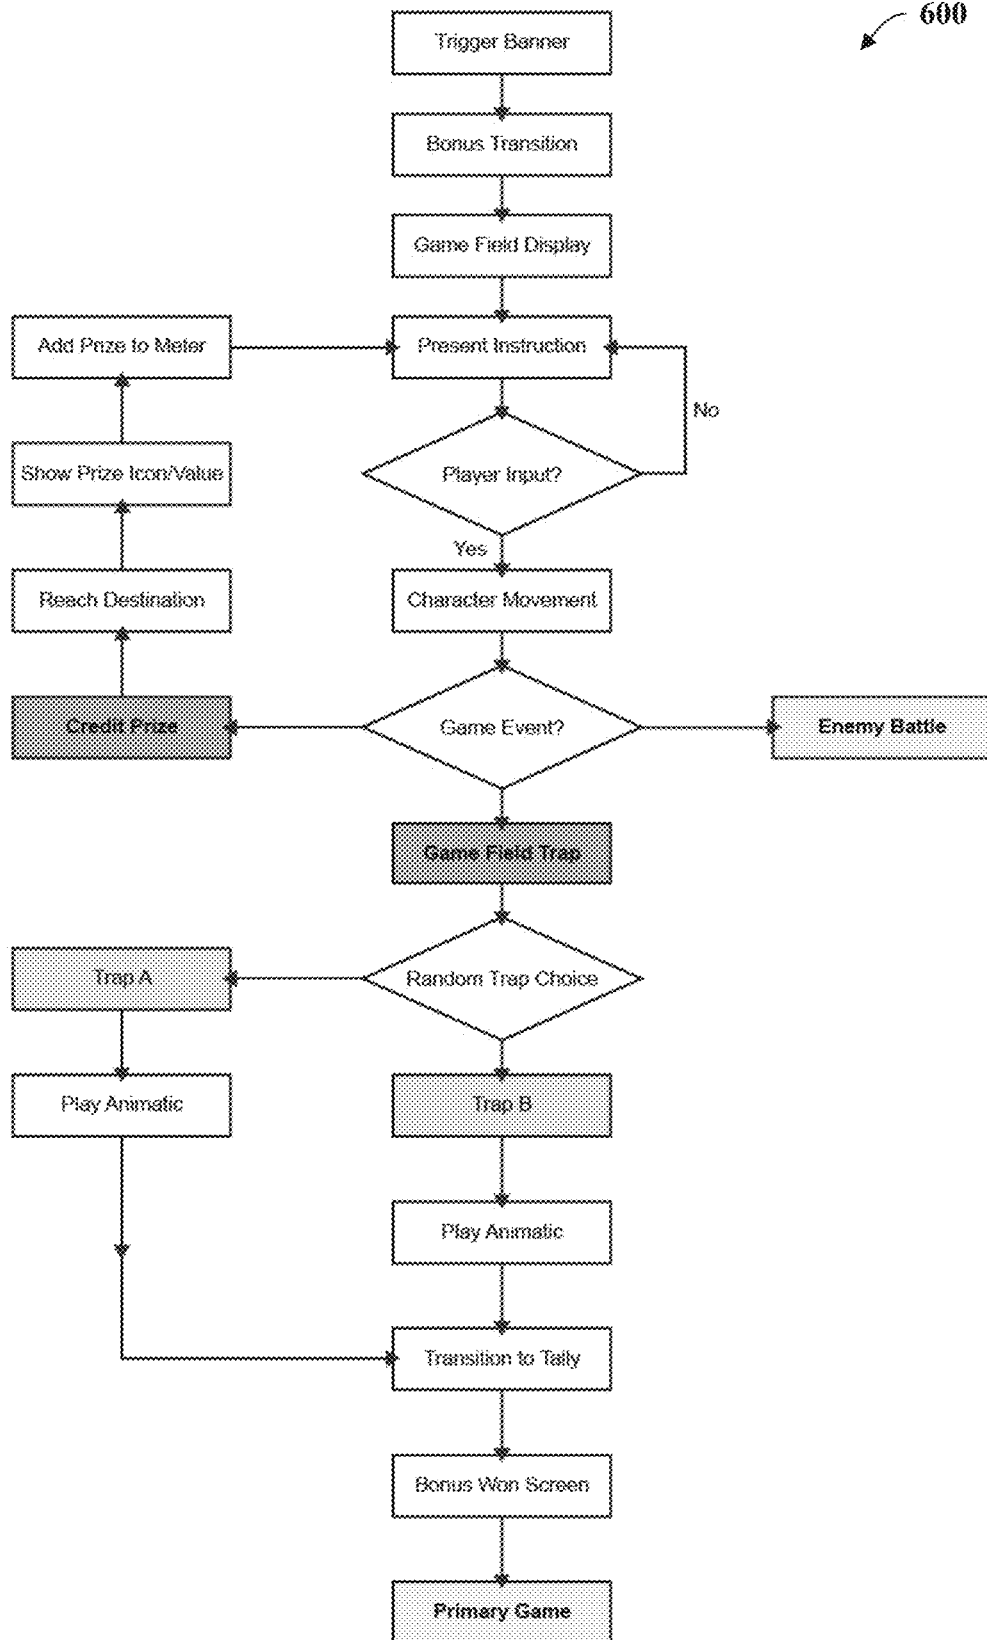 600
Trigger Banner
Bonus Transition
Game Field Display
Add Prize to Meter
Present Instruction
No
Show Prize Icon/Value
Player Input?
Yes
Reach Destination
Character Movement
Credit Prize
Game Event?
Enemy Battle
Game Field Trap
Trap A
Random Trap Choice
Play Animatic
Trap B
Play Animatic
Transition to Tally
Bonus Won Screen
Primary Game